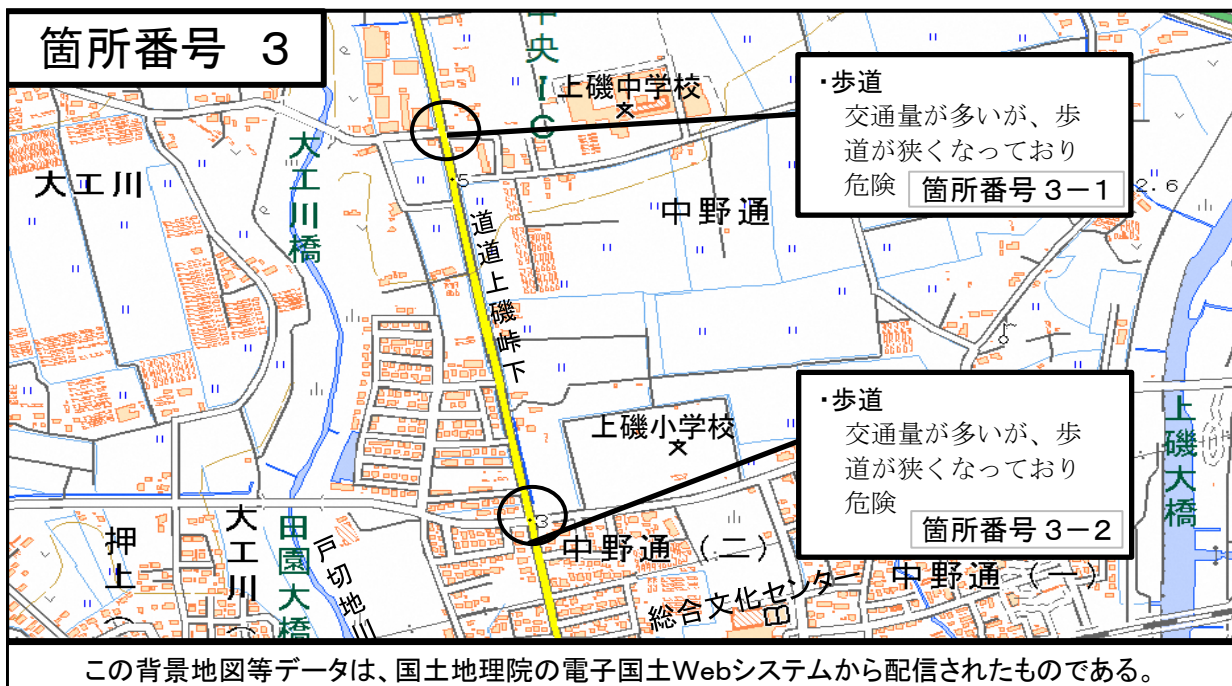 箇所番号 3
中央IC
上磯中学校
・歩道
交通量が多いが、歩
道が狭くなっており
危険
箇所番号3-1
大工川
大工川橋
5
中野通
2.6
道道上磯峠下
・歩道
交通量が多いが、歩
道が狭くなっており
危険
箇所番号3-2
上磯小学校
上磯大橋
3
押上(
大工川(
田園大橋
戸切地川
中野通(二)
総合文化センター
中野通(一)
この背景地図等データは、国土地理院の電子国土Webシステムから配信されたものである。